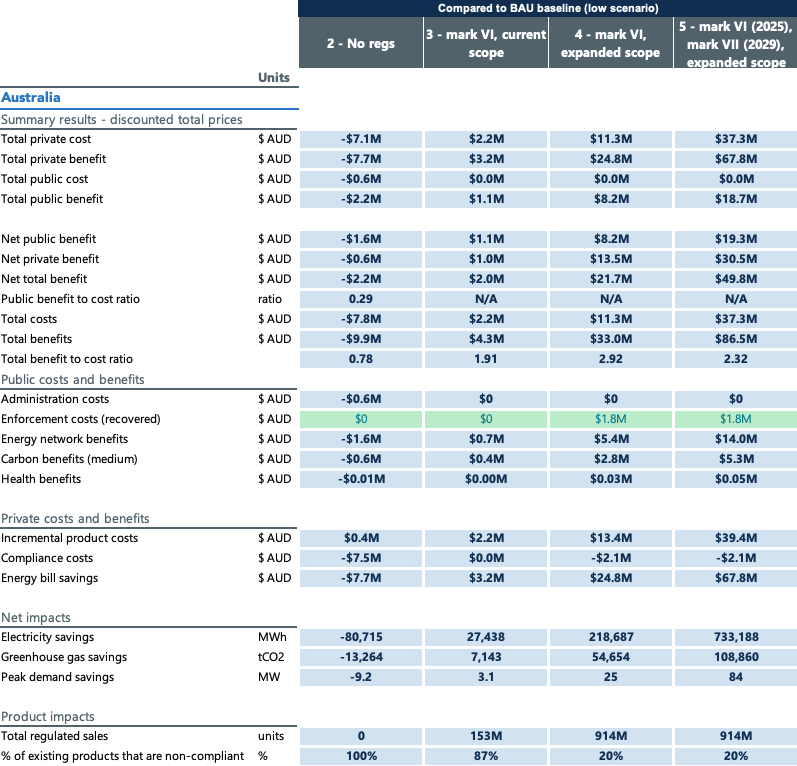 Compared to BAU baseline (low scenario)
2 - No regs 3 - mark VI, current scope 4 - mark VI, expanded scope 5 - mark VI (2025), mark VII (2029), expanded scope
Units
Australia
Summary results - discounted total prices
Total private cost $ AUD -$7.1M $2.2M $11.3M $37.3M
Total private benefit $ AUD -$7.7M $3.2M $24.8M $67.8M
Total public cost $ AUD -$0.6M $0.0M $0.0M $0.0M
Total public benefit $ AUD -$2.2M $1.1M $8.2M $18.7M
Net public benefit $ AUD -$1.6M $1.1M $8.2M $19.3M
Net private benefit $ AUD -$0.6M $1.0M $13.5M $30.5M
Net total benefit $ AUD -$2.2M $2.0M $21.7M $49.8M
Public benefit to cost ratio ratio 0.29 N/A N/A N/A
Total costs $ AUD -$7.8M $2.2M $11.3M $37.3M
Total benefits $ AUD -$9.9M $4.3M $33.0M $86.5M
Total benefit to cost ratio 0.78 1.91 2.92 2.32
Public costs and benefits
Administration costs $ AUD -$0.6M $0 $0 $0
Enforcement costs (recovered) $ AUD $0 $0 $1.8M $1.8M
Energy network benefits $ AUD -$1.6M $0.7M $5.4M $14.0M
Carbon benefits (medium) $ AUD -$0.6M $0.4M $2.8M $5.3M
Health benefits $ AUD -$0.01M $0.00M $0.03M $0.05M
Private costs and benefits
Incremental product costs $ AUD $0.4M $2.2M $13.4M $39.4M
Compliance costs $ AUD -$7.5M $0.0M -$2.1M -$2.1M
Energy bill savings $ AUD -$7.7M $3.2M $24.8M $67.8M
Net impacts
Electricity savings MWh -80,715 27,438 218,687 733,188
Greenhouse gas savings tCO2 -13,264 7,143 54,654 108,860
Peak demand savings MW -9.2 3.1 25 84
Product impacts
Total regulated sales units 0 153M 914M 914M
% of existing products that are non-compliant % 100% 87% 20% 20%